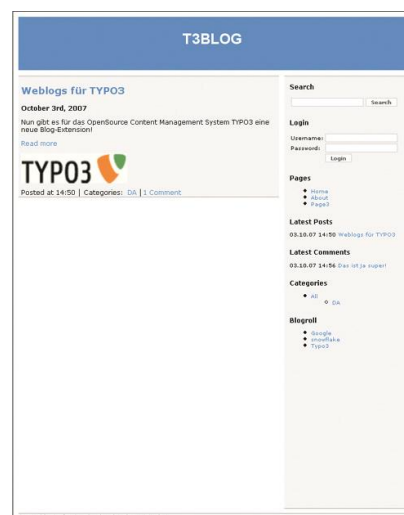 T3BLOG
Weblogs für TYPO3
October 3rd, 2007
Nun gibt es für das OpenSource Content Management System TYPO3 eine
neue Blog-Extension!
Read more
TYPO3
Posted at 14:50 | Categories: DA | 1 Comment
Search
Search
Login
Username:
Password:
Login
Pages
Home
About
Page3
Latest Posts
03.10.07 14:50 Weblogs für TYPO3
Latest Comments
03.10.07 14:56 Das ist ja super!
Categories
All
DA
Blogroll
Google
snowflake
Typo3